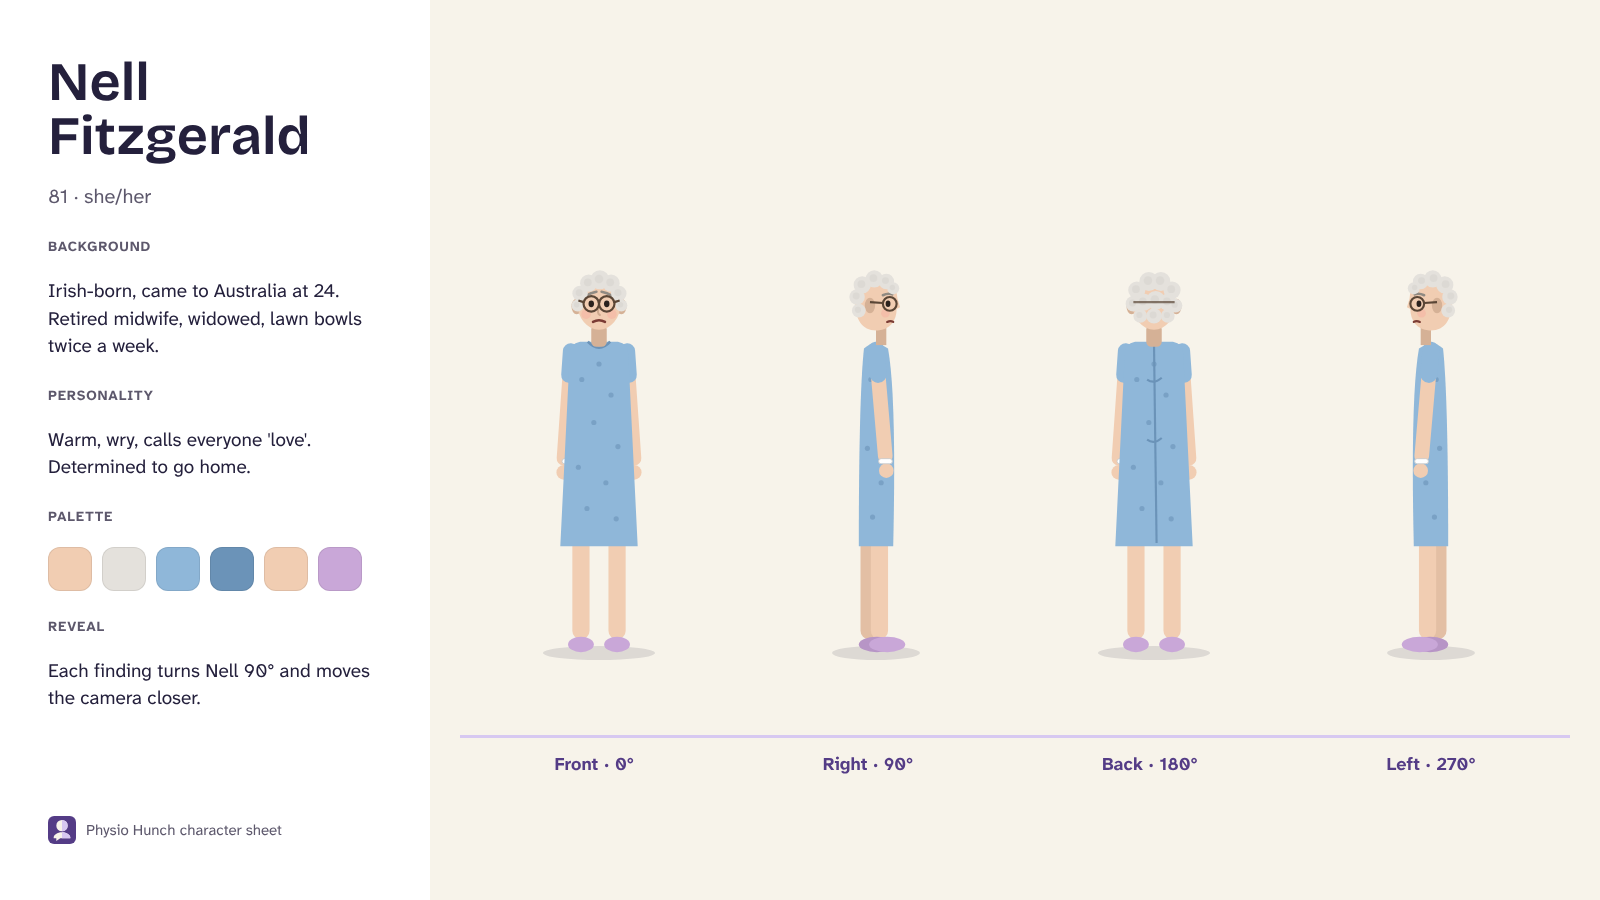 Nell
Fitzgerald
81 · she/her
BACKGROUND
Irish-born, came to Australia at 24.
Retired midwife, widowed, lawn bowls
twice a week.
PERSONALITY
Warm, wry, calls everyone 'love'.
Determined to go home.
PALETTE
REVEAL
Each finding turns Nell 90° and moves
the camera closer.
Physio Hunch character sheet
Front · 0°
Right · 90°
Back · 180°
Left · 270°